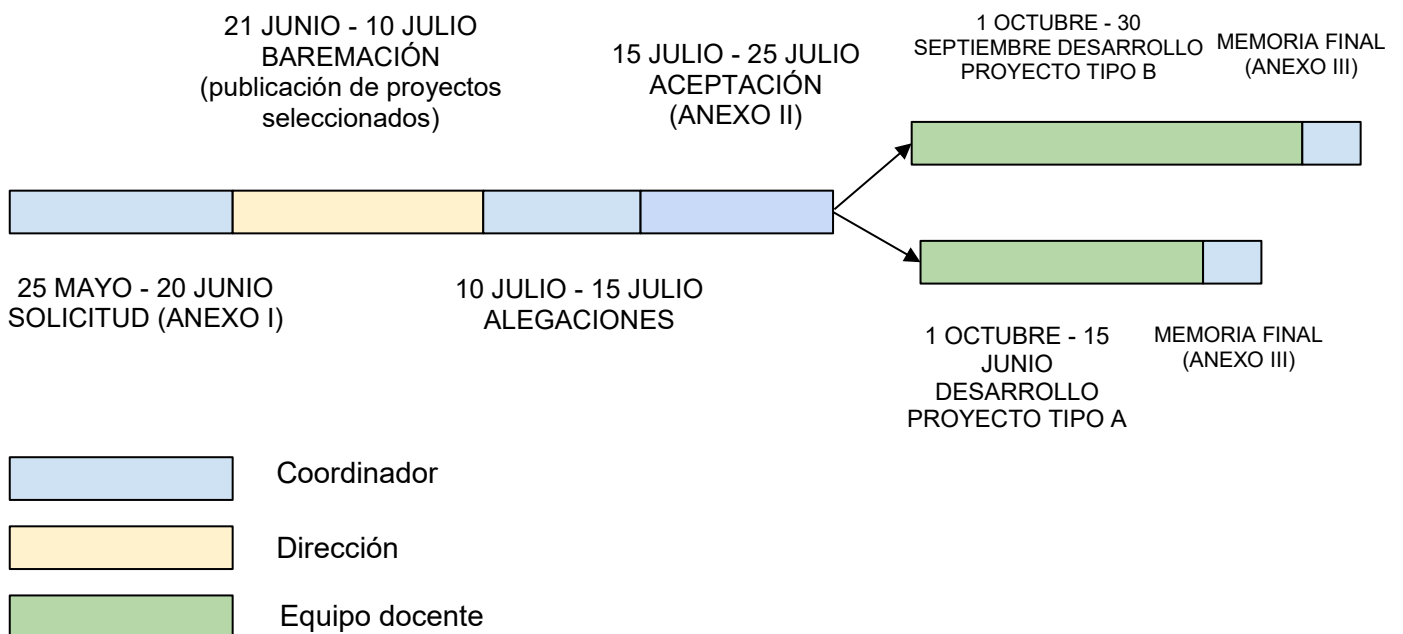 21 JUNIO - 10 JULIO
BAREMACIÓN
(publicación de proyectos
seleccionados)
15 JULIO - 25 JULIO
ACEPTACIÓN
(ANEXO II)
1 OCTUBRE - 30
SEPTIEMBRE DESARROLLO
PROYECTO TIPO B
MEMORIA FINAL
(ANEXO III)
25 MAYO - 20 JUNIO
SOLICITUD (ANEXO I)
10 JULIO - 15 JULIO
ALEGACIONES
1 OCTUBRE - 15
JUNIO
DESARROLLO
PROYECTO TIPO A
MEMORIA FINAL
(ANEXO III)
Coordinador
Dirección
Equipo docente